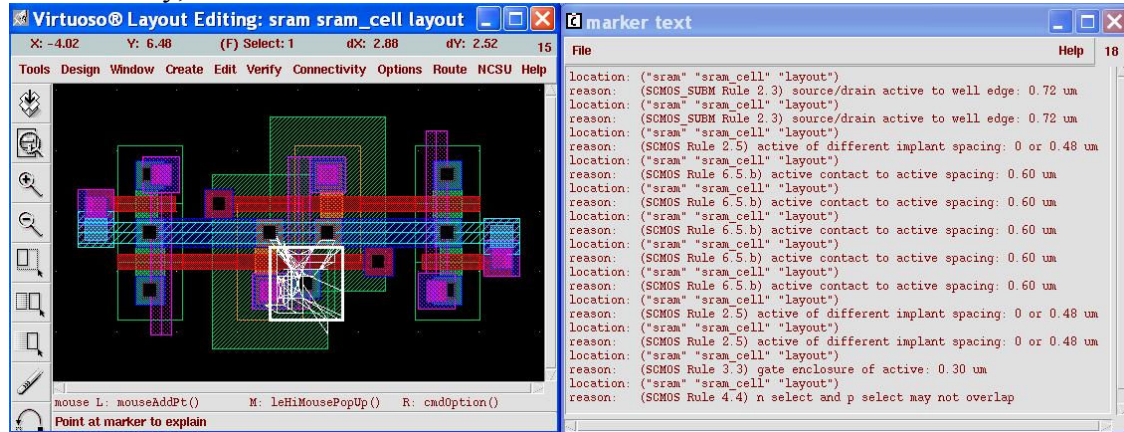 Virtuoso® Layout Editing: sram sram_cell layout
X: -4.02 Y: 6.48 (F) Select: 1 dX: 2.88 dY: 2.52 15
Tools Design Window Create Edit Verify Connectivity Options Route NCSU Help
mouse L: mouseAddPt() M: leHiMousePopUp() R: cmdOption()
Point at marker to explain
marker text
File Help 18
location: ("sram" "sram_cell" "layout")
reason: (SCMOS_SUBM Rule 2.3) source/drain active to well edge: 0.72 um
location: ("sram" "sram_cell" "layout")
reason: (SCMOS_SUBM Rule 2.3) source/drain active to well edge: 0.72 um
location: ("sram" "sram_cell" "layout")
reason: (SCMOS Rule 2.5) active of different implant spacing: 0 or 0.48 um
location: ("sram" "sram_cell" "layout")
reason: (SCMOS Rule 6.5.b) active contact to active spacing: 0.60 um
location: ("sram" "sram_cell" "layout")
reason: (SCMOS Rule 6.5.b) active contact to active spacing: 0.60 um
location: ("sram" "sram_cell" "layout")
reason: (SCMOS Rule 6.5.b) active contact to active spacing: 0.60 um
location: ("sram" "sram_cell" "layout")
reason: (SCMOS Rule 6.5.b) active contact to active spacing: 0.60 um
location: ("sram" "sram_cell" "layout")
reason: (SCMOS Rule 6.5.b) active contact to active spacing: 0.60 um
location: ("sram" "sram_cell" "layout")
reason: (SCMOS Rule 2.5) active of different implant spacing: 0 or 0.48 um
location: ("sram" "sram_cell" "layout")
reason: (SCMOS Rule 2.5) active of different implant spacing: 0 or 0.48 um
location: ("sram" "sram_cell" "layout")
reason: (SCMOS Rule 3.3) gate enclosure of active: 0.30 um
location: ("sram" "sram_cell" "layout")
reason: (SCMOS Rule 4.4) n select and p select may not overlap